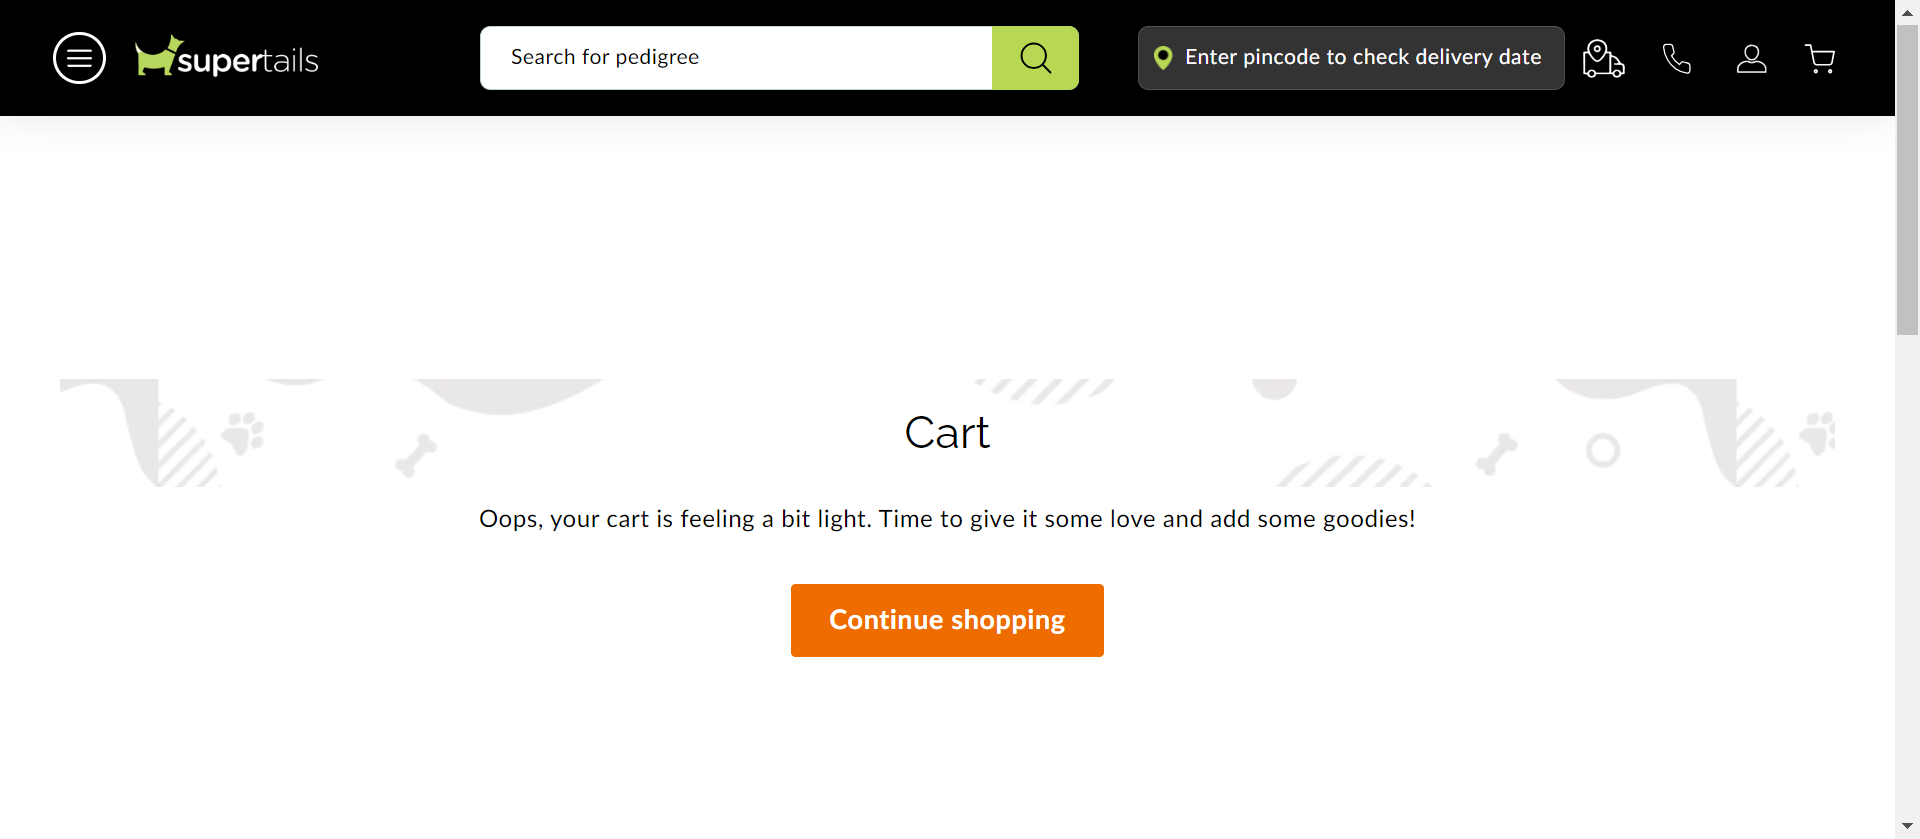 supertails
Search for pedigree
Enter pincode to check delivery date
Cart
Oops, your cart is feeling a bit light. Time to give it some love and add some goodies!
Continue shopping